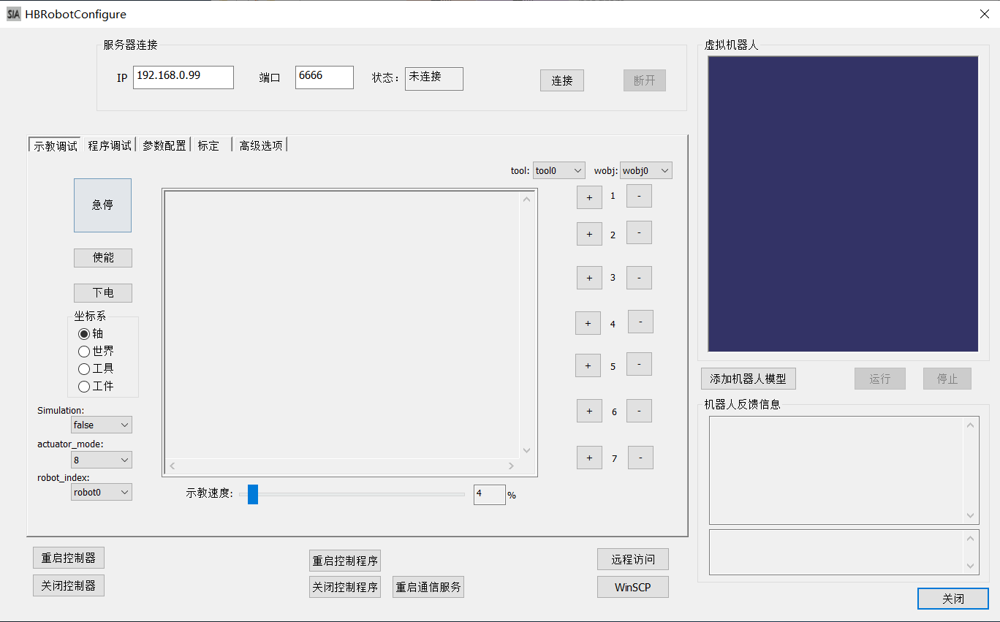 SIA HBRobotConfigure
服务器连接
IP 192.168.0.99 端口 6666 状态： 未连接 连接 断开
虚拟机器人
示教调试 程序调试 参数配置 标定 高级选项
tool: tool0 wobj: wobj0
急停
使能
下电
坐标系
轴
世界
工具
工件
Simulation:
false
actuator_mode:
8
robot_index:
robot0
+ 1 -
+ 2 -
+ 3 -
+ 4 -
+ 5 -
+ 6 -
+ 7 -
示教速度: 4 %
添加机器人模型 运行 停止
机器人反馈信息
重启控制器 重启控制程序 远程访问
关闭控制器 关闭控制程序 重启通信服务 WinSCP
关闭